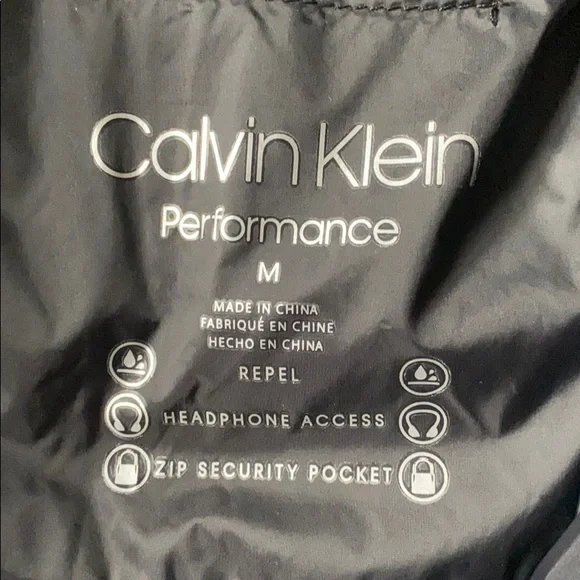 Calvin Klein
Performance
M
MADE IN CHINA
FABRIQUÉ EN CHINE
HECHO EN CHINA
REPEL
HEADPHONE ACCESS
ZIP SECURITY POCKET